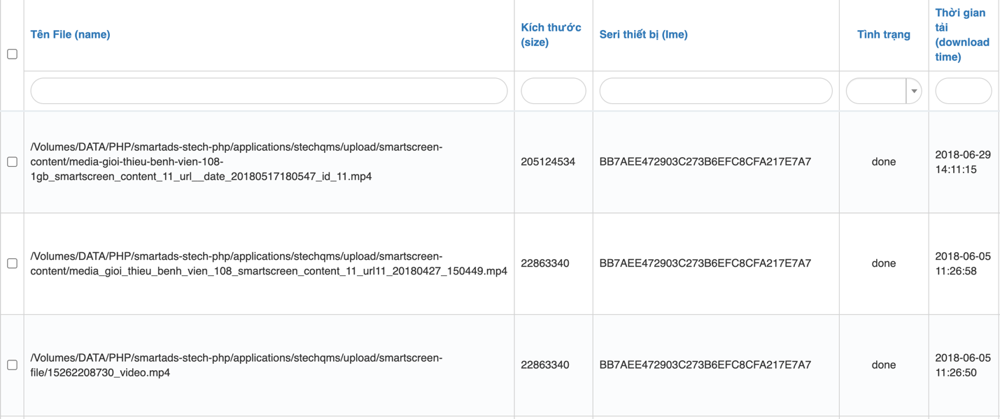 Tên File (name)
Kích thước
(size)
Seri thiết bị (Ime)
Tình trạng
Thời gian
tải
(download
time)
/Volumes/DATA/PHP/smartads-stech-php/applications/stechqms/upload/smartscreen-
content/media-gioi-thieu-benh-vien-108-
1gb_smartscreen_content_11_url__date_20180517180547_id_11.mp4
205124534
BB7AEE472903C273B6EFC8CFA217E7A7
done
2018-06-29
14:11:15
/Volumes/DATA/PHP/smartads-stech-php/applications/stechqms/upload/smartscreen-
content/media_gioi_thieu_benh_vien_108_smartscreen_content_11_url11_20180427_150449.mp4
22863340
BB7AEE472903C273B6EFC8CFA217E7A7
done
2018-06-05
11:26:58
/Volumes/DATA/PHP/smartads-stech-php/applications/stechqms/upload/smartscreen-
file/15262208730_video.mp4
22863340
BB7AEE472903C273B6EFC8CFA217E7A7
done
2018-06-05
11:26:50